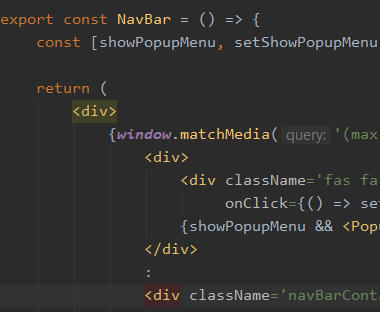 export const NavBar = () => {
const [showPopupMenu, setShowPopupMenu
return (
<div>
{window.matchMedia( query: '(max
<div>
<div className='fas fa
onClick={() => se
{showPopupMenu && <Popu
</div>
:
<div className='navBarConta